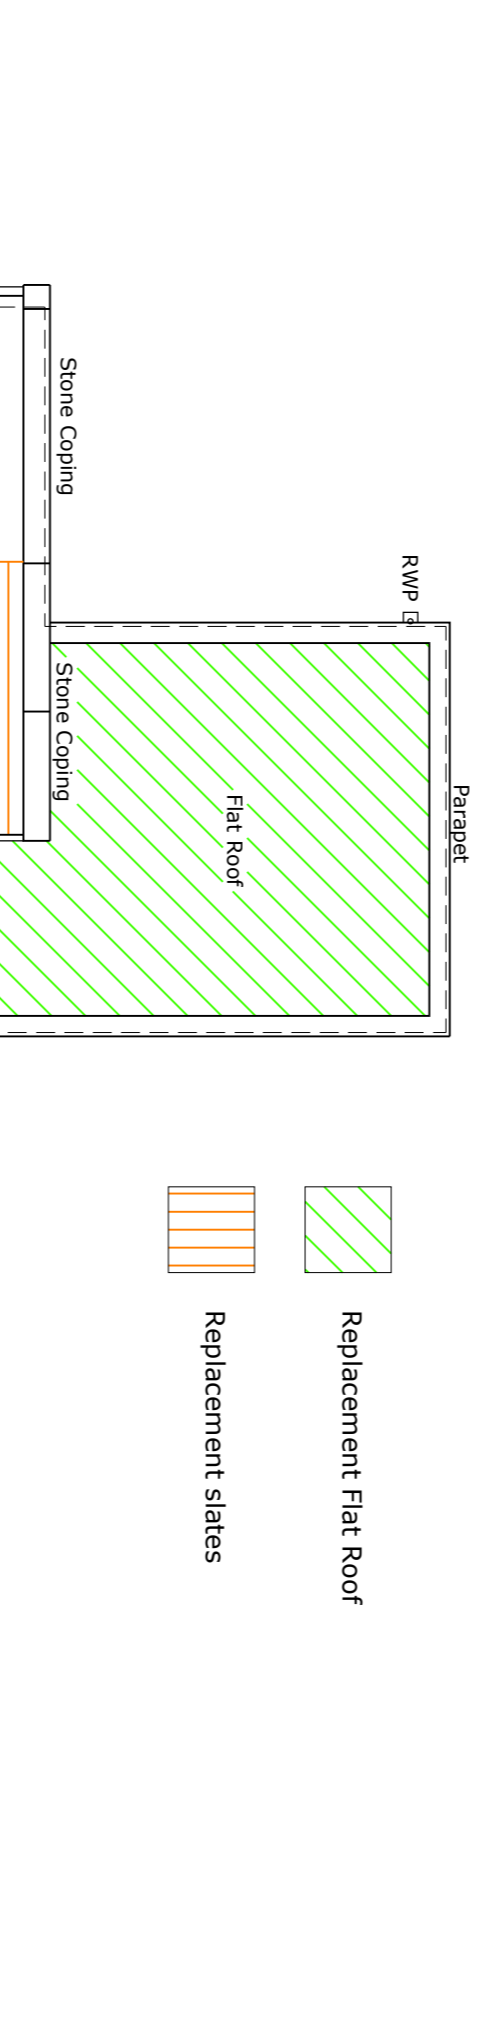 Parapet
RWP
Flat Roof
Stone Coping
Stone Coping
Replacement Flat Roof
Replacement slates